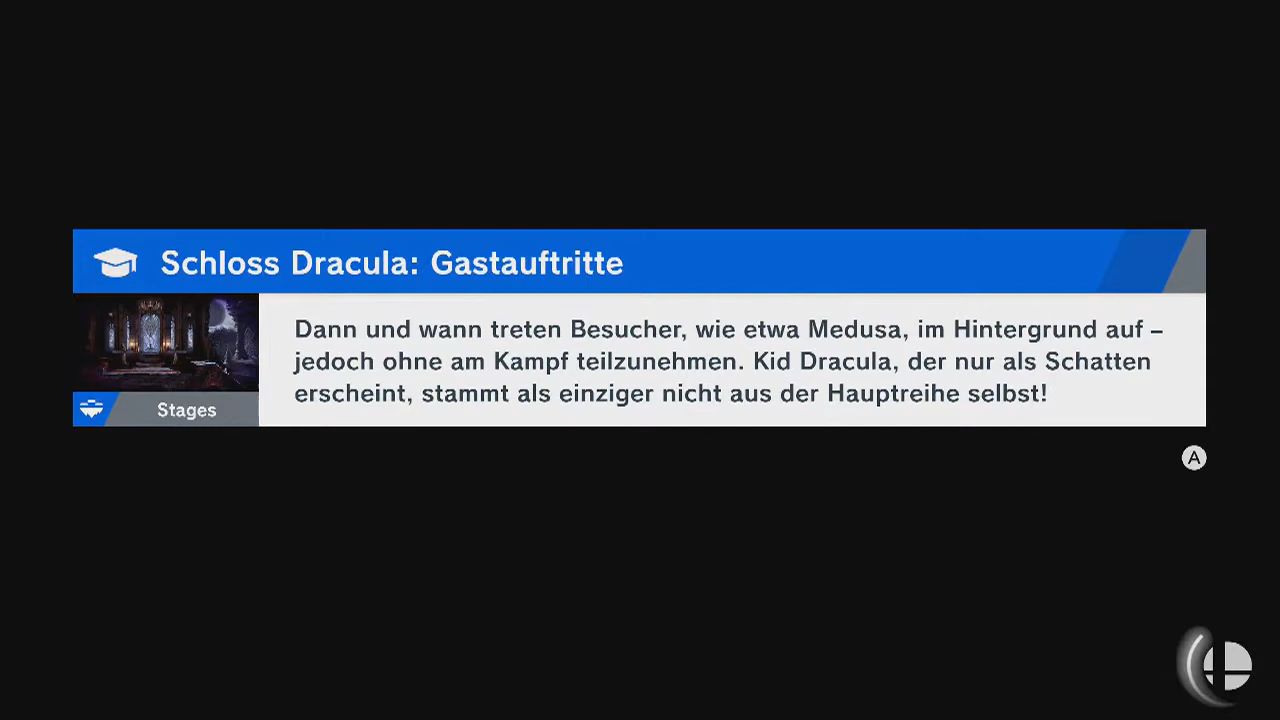 Schloss Dracula: Gastauftritte
Dann und wann treten Besucher, wie etwa Medusa, im Hintergrund auf –
jedoch ohne am Kampf teilzunehmen. Kid Dracula, der nur als Schatten
erscheint, stammt als einziger nicht aus der Hauptreihe selbst!
Stages
A